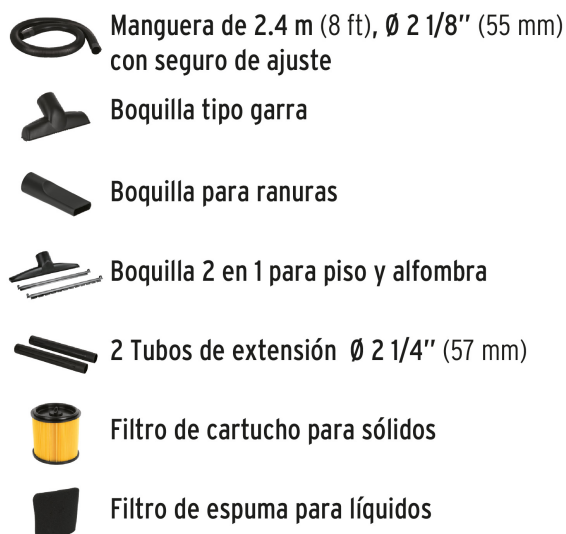 Manguera de 2.4 m (8 ft), Ø 2 1/8’’ (55 mm)
con seguro de ajuste
Boquilla tipo garra
Boquilla para ranuras
Boquilla 2 en 1 para piso y alfombra
2 Tubos de extensión Ø 2 1/4’’ (57 mm)
Filtro de cartucho para sólidos
Filtro de espuma para líquidos